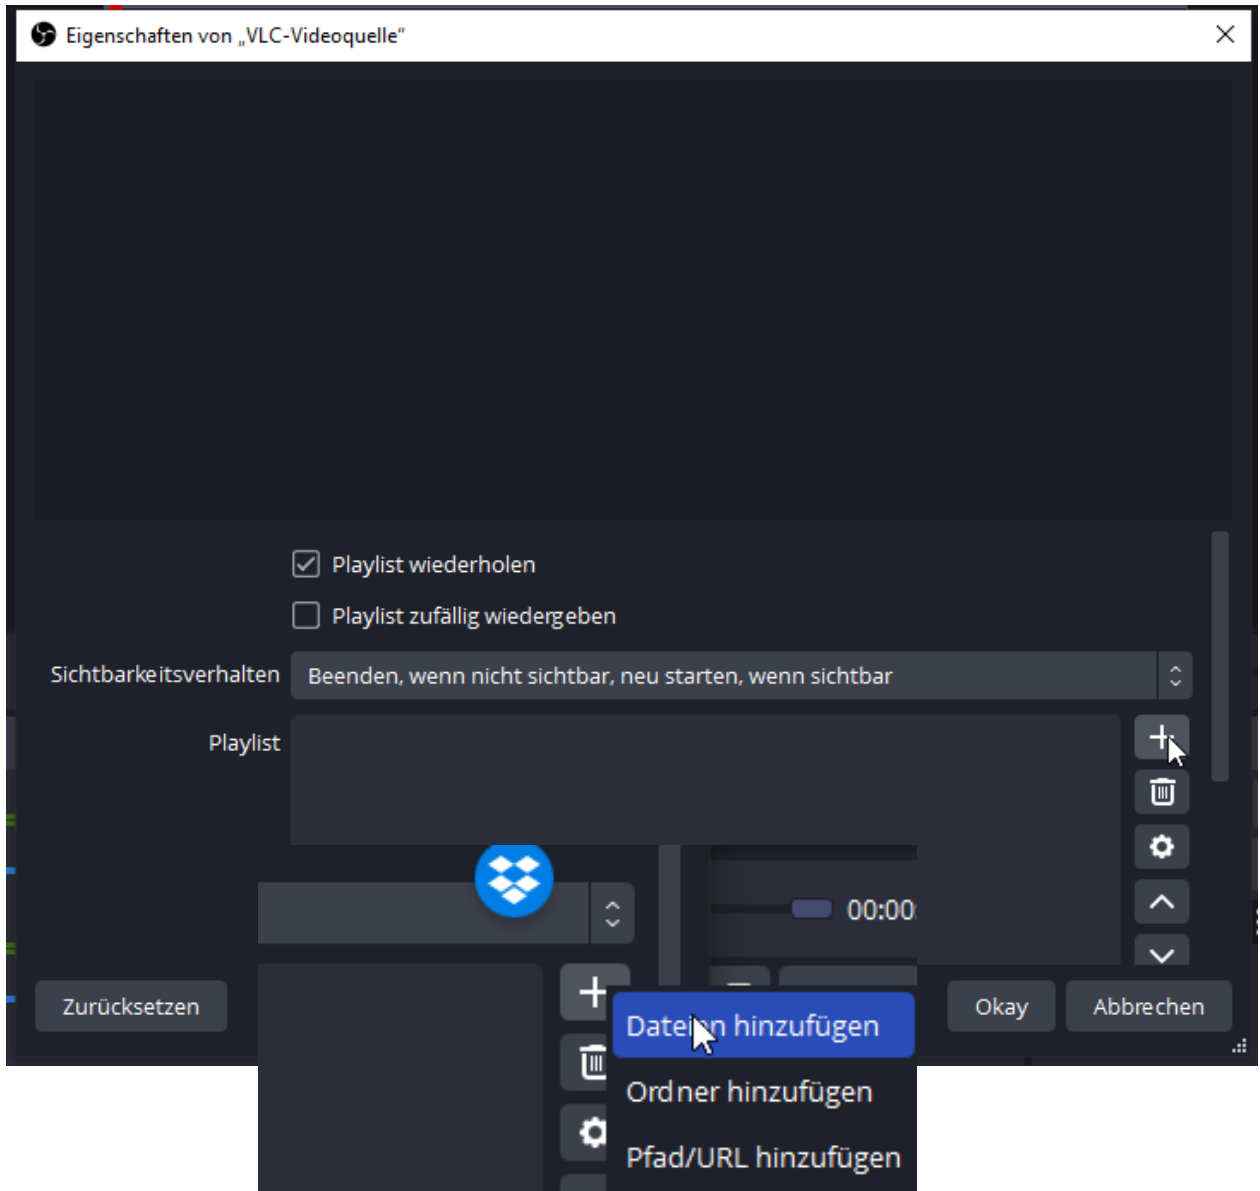 Eigenschaften von „VLC-Videoquelle“
Playlist wiederholen
Playlist zufällig wiedergeben
Sichtbarkeitsverhalten Beenden, wenn nicht sichtbar, neu starten, wenn sichtbar
Playlist
00:00
Zurücksetzen
Okay
Abbrechen
Dateien hinzufügen
Ordner hinzufügen
Pfad/URL hinzufügen